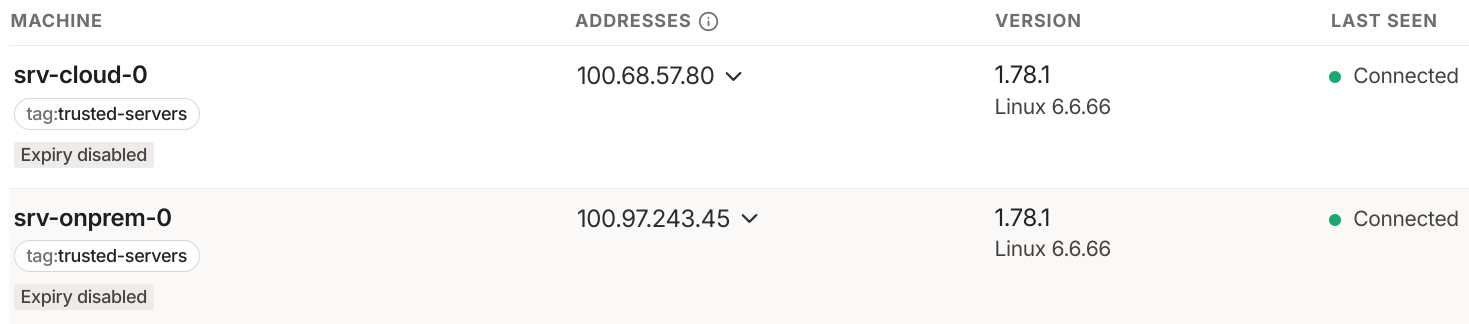 MACHINE ADDRESSES VERSION LAST SEEN
srv-cloud-0 100.68.57.80 1.78.1 Connected
tag:trusted-servers Linux 6.6.66
Expiry disabled
srv-onprem-0 100.97.243.45 1.78.1 Connected
tag:trusted-servers Linux 6.6.66
Expiry disabled